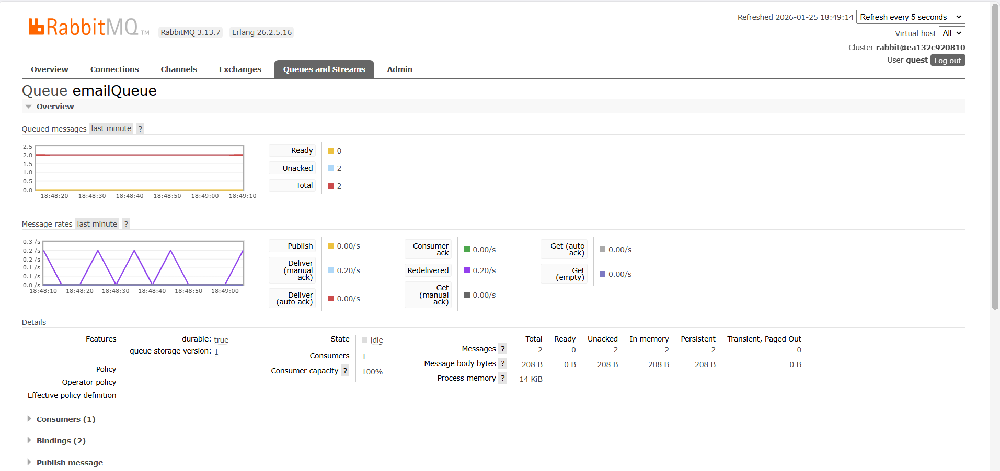 RabbitMQ TM RabbitMQ 3.13.7 Erlang 26.2.5.16
Refreshed 2026-01-25 18:49:14 Refresh every 5 seconds
Virtual host All
Cluster rabbit@ea132c920810
User guest Log out
Overview Connections Channels Exchanges Queues and Streams Admin
Queue emailQueue
Overview
Queued messages last minute ?
2.5
2.0
1.5
1.0
0.5
0.0
18:48:20 18:48:30 18:48:40 18:48:50 18:49:00 18:49:10
Ready 0
Unacked 2
Total 2
Message rates last minute ?
0.3 /s
0.2 /s
0.2 /s
0.1 /s
0.1 /s
0.0 /s
18:48:10 18:48:20 18:48:30 18:48:40 18:48:50 18:49:00
Publish 0.00/s
Deliver
(manual 0.20/s
ack)
Deliver
(auto ack) 0.00/s
Consumer
ack 0.00/s
Redelivered 0.20/s
Get
(manual 0.00/s
ack)
Get (auto
ack) 0.00/s
Get
(empty) 0.00/s
Details
Features durable: true
queue storage version: 1
Policy
Operator policy
Effective policy definition
State idle
Consumers 1
Consumer capacity ? 100%
Total Ready Unacked In memory Persistent Transient, Paged Out
Messages ? 2 0 2 2 2 0
Message body bytes ? 208 B 0 B 208 B 208 B 208 B 0 B
Process memory ? 14 KiB
Consumers (1)
Bindings (2)
Publish message